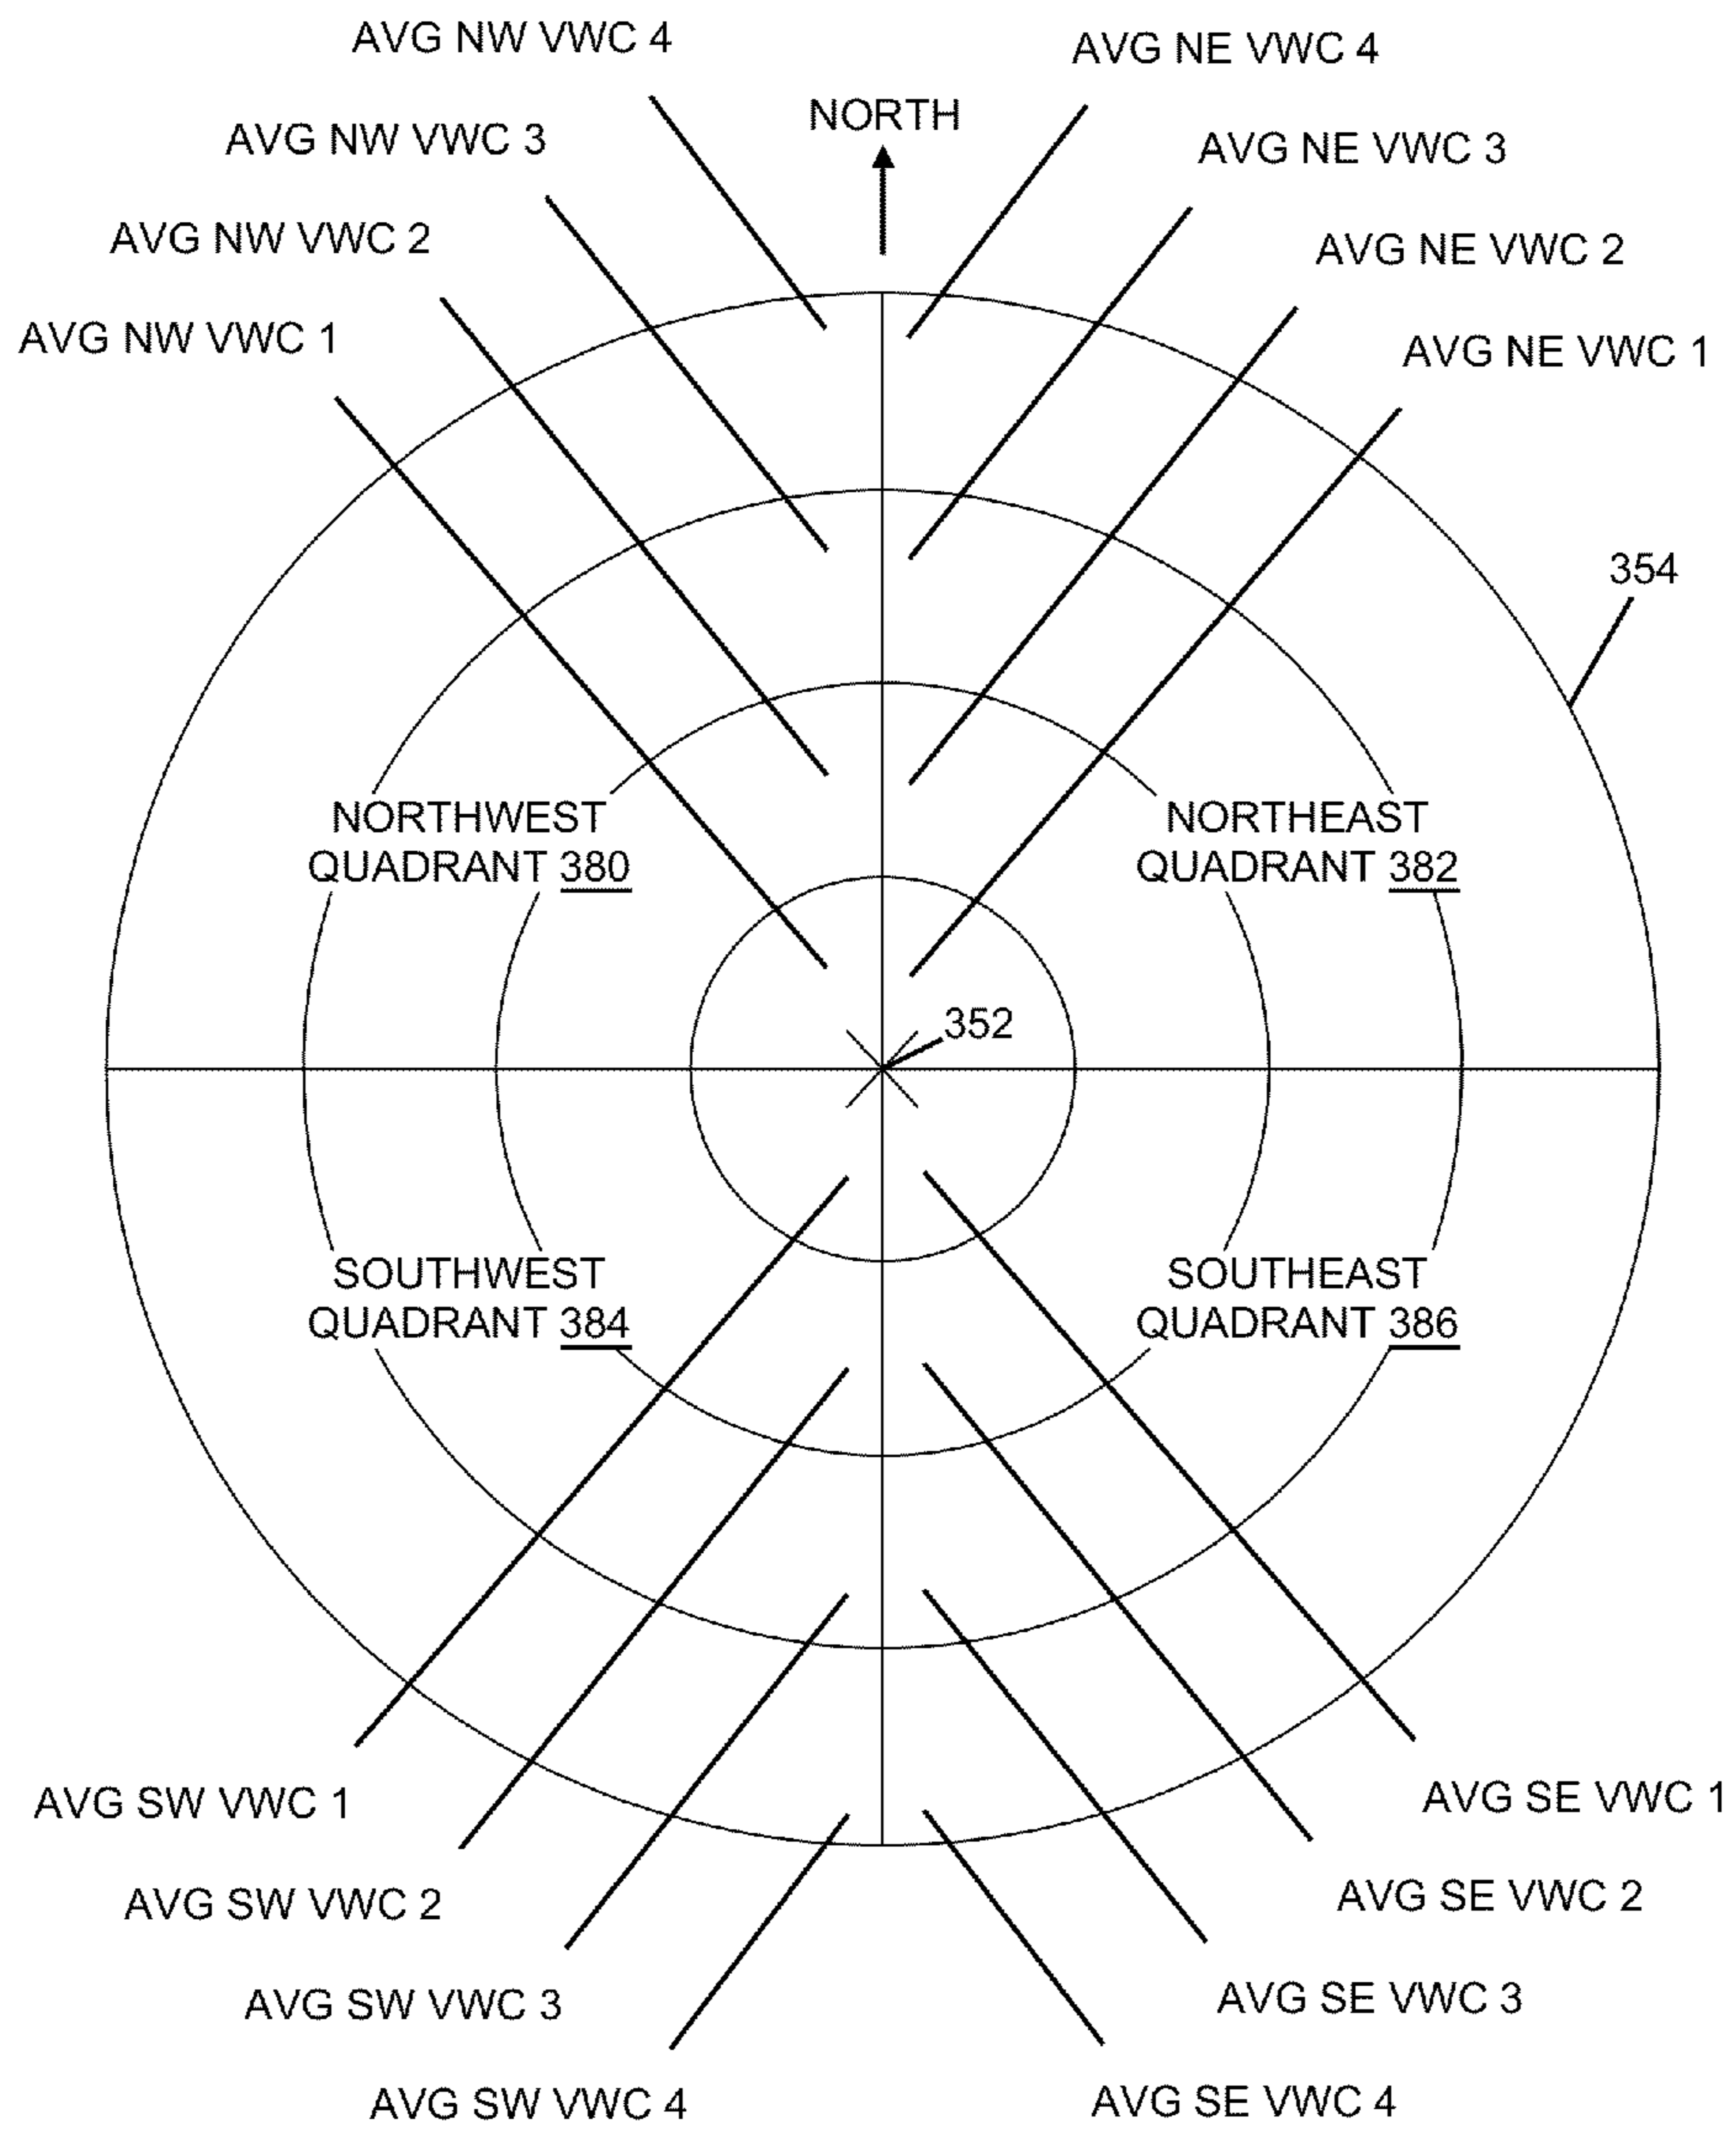 AVG NW VWC 4
AVG NE VWC 4
NORTH
AVG NW VWC 3
AVG NE VWC 3
AVG NW VWC 2
AVG NE VWC 2
AVG NW VWC 1
AVG NE VWC 1
354
NORTHWEST
QUADRANT 380
NORTHEAST
QUADRANT 382
352
SOUTHWEST
QUADRANT 384
SOUTHEAST
QUADRANT 386
AVG SW VWC 1
AVG SE VWC 1
AVG SW VWC 2
AVG SE VWC 2
AVG SW VWC 3
AVG SE VWC 3
AVG SW VWC 4
AVG SE VWC 4